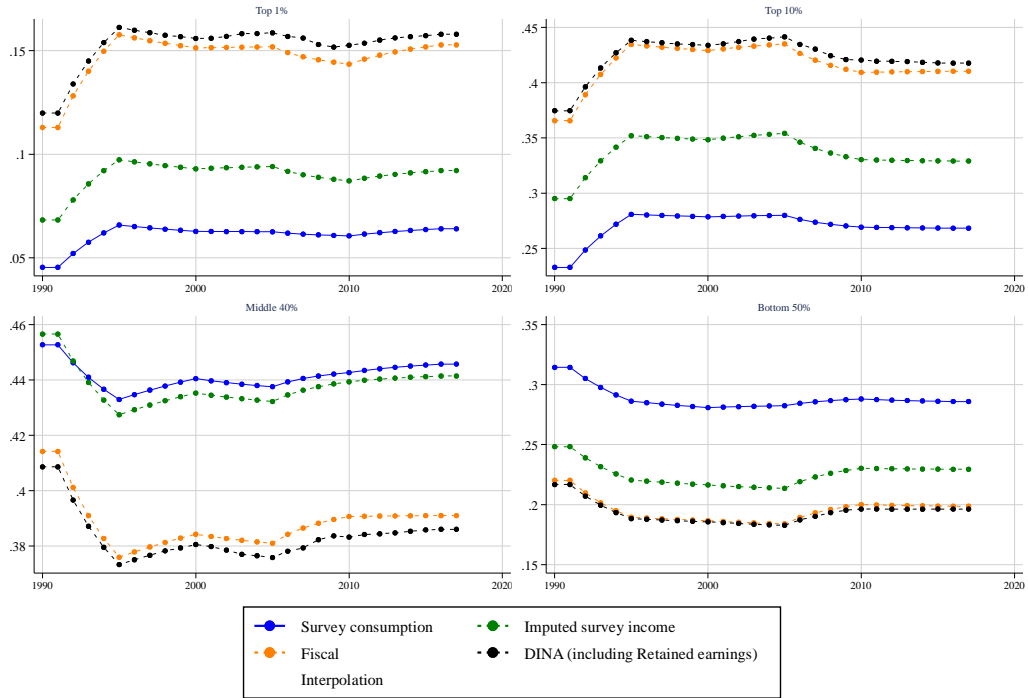 Top 1%
Top 10%
.15
.1
.05
1990 2000 2010 2020
.45
.4
.35
.3
.25
1990 2000 2010 2020
Middle 40%
Bottom 50%
.46
.44
.42
.4
.38
1990 2000 2010 2020
.35
.3
.25
.2
.15
1990 2000 2010 2020
Survey consumption
Imputed survey income
Fiscal
DINA (including Retained earnings)
Interpolation